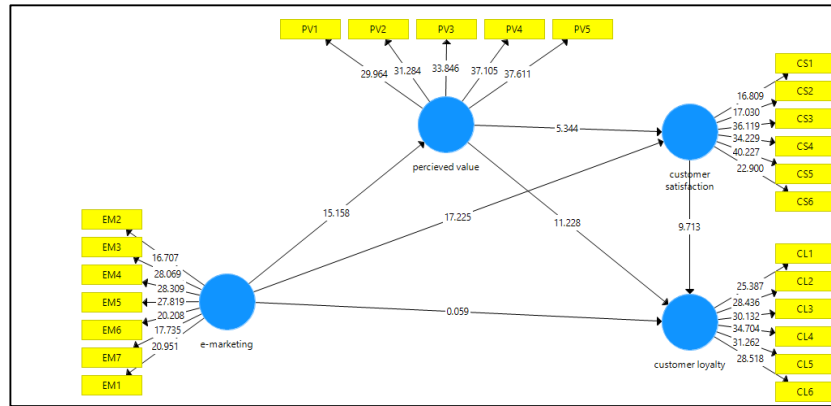 PV1 PV2 PV3 PV4 PV5
29.964 31.284 33.846 37.105 37.611
percieved value
CS1
CS2
CS3
CS4
CS5
CS6
16.809
17.030
36.119
34.229
40.227
22.900
customer
satisfaction
5.344
15.158
17.225
11.228
9.713
0.059
EM2
EM3
EM4
EM5
EM6
EM7
EM1
16.707
28.069
28.309
27.819
20.208
17.735
20.951
e-marketing
CL1
CL2
CL3
CL4
CL5
CL6
25.387
28.436
30.132
34.704
31.262
28.518
customer loyalty